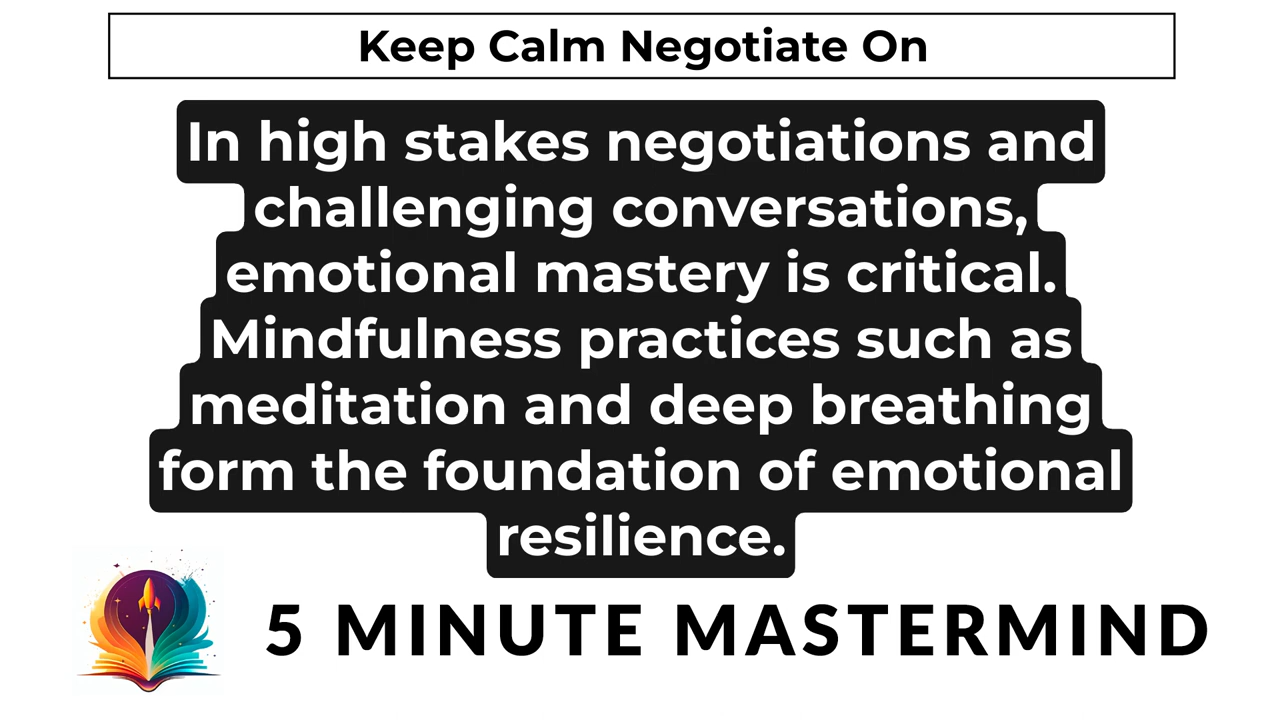 Keep Calm Negotiate On
In high stakes negotiations and
challenging conversations,
emotional mastery is critical.
Mindfulness practices such as
meditation and deep breathing
form the foundation of emotional
resilience.
5 MINUTE MASTERMIND